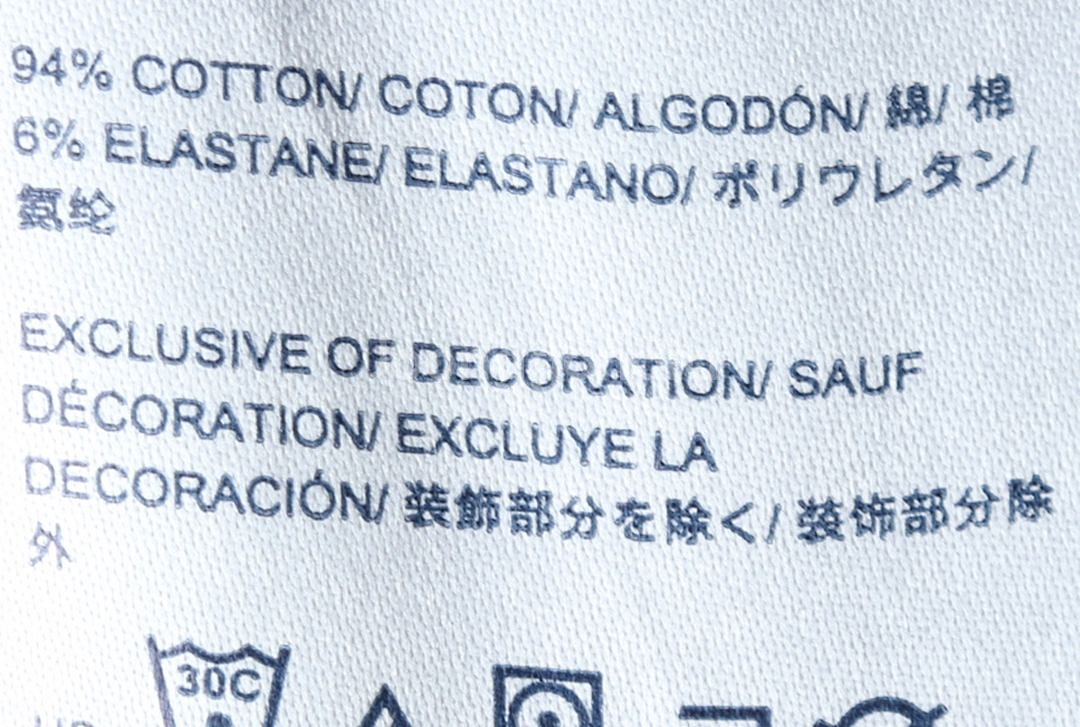 94% COTTON/ COTON/ ALGODÓN/ 綿/ 棉
6% ELASTANE/ ELASTANO/ ポリウレタン/
氨纶
EXCLUSIVE OF DECORATION/ SAUF
DÉCORATION/ EXCLUYE LA
DECORACIÓN/ 装飾部分を除く/ 装饰部分除
外
30C